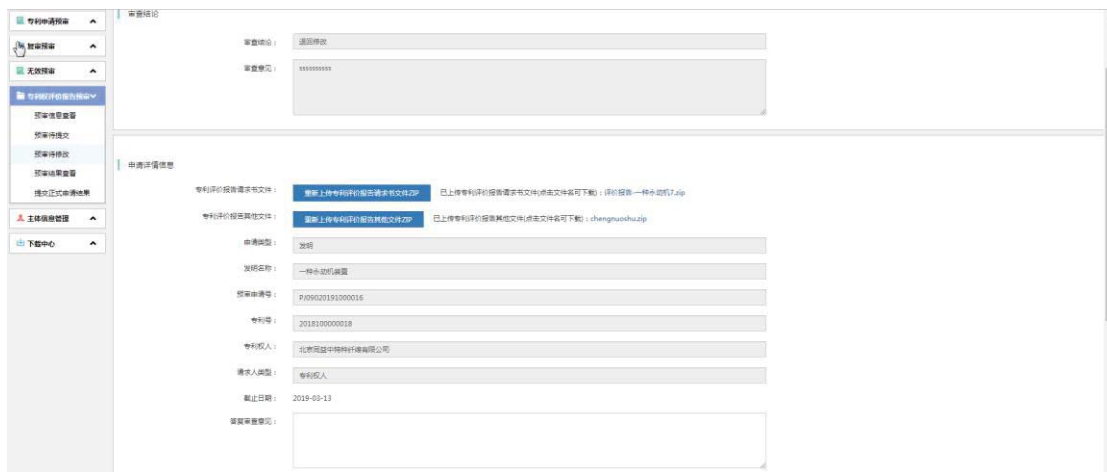 专利申请预审
复审预审
无效预审
专利权评价报告预审
预审信息查看
预审待提交
预审待修改
预审结果查看
提交正式申请结果
主体信息管理
下载中心
审查结论
审查结论： 退回修改
审查意见： ssssssssss
申请详情信息
专利评价报告请求书文件： 重新上传专利评价报告请求书文件ZIP 已上传专利评价报告请求书文件(点击文件名可下载)：评价报告-一种永动机7.zip
专利评价报告其他文件： 重新上传专利评价报告其他文件ZIP 已上传专利评价报告其他文件(点击文件名可下载)：chengnuoshu.zip
申请类型： 发明
发明名称： 一种永动机装置
预审申请号： PJ09020191000016
专利号： 2018100000018
专利权人： 北京同益中特种纤维有限公司
请求人类型： 专利权人
截止日期： 2019-03-13
答复审查意见：